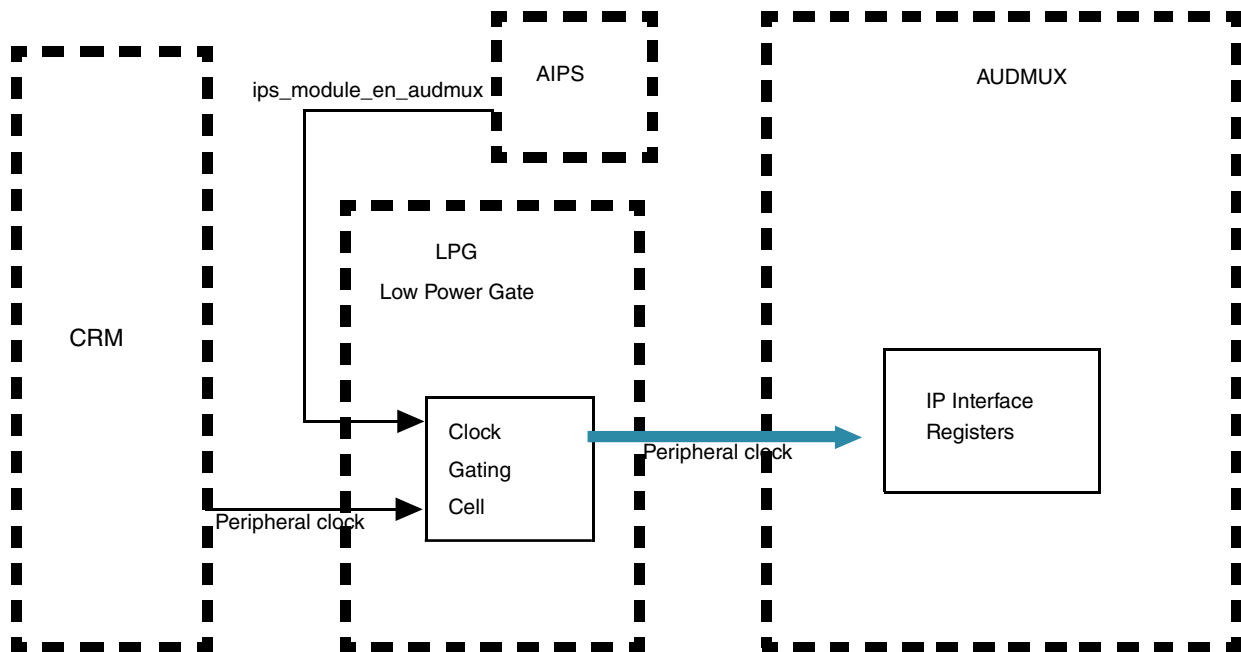 AIPS
AUDMUX
ips_module_en_audmux
LPG
Low Power Gate
CRM
Clock
Gating
Cell
IP Interface
Registers
Peripheral clock
Peripheral clock